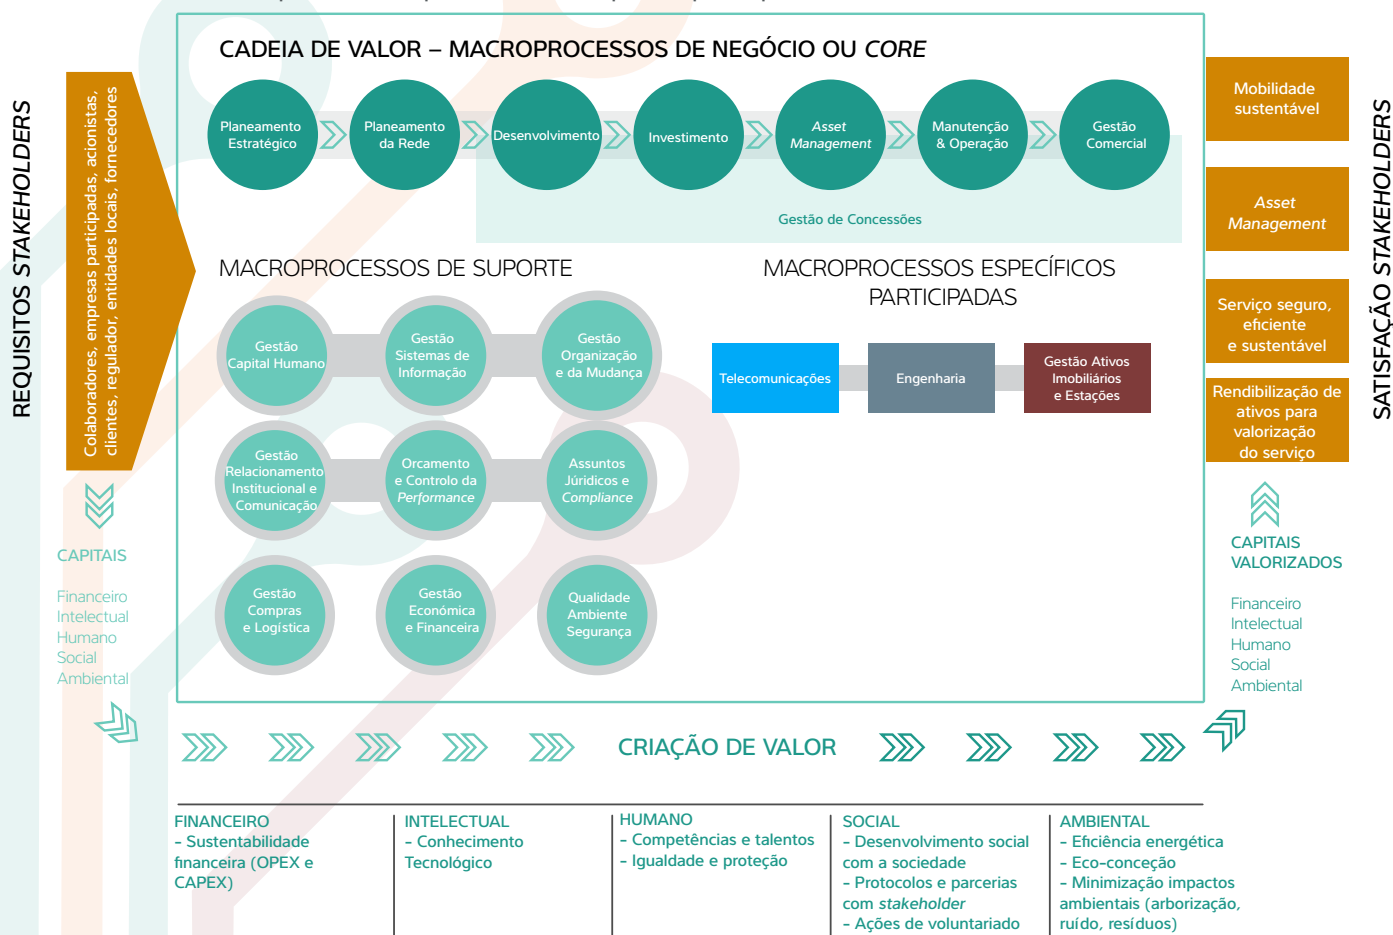 CADEIA DE VALOR – MACROPROCESSOS DE NEGÓCIO OU CORE
REQUISITOS STAKEHOLDERS
Colaboradores, empresas participadas, acionistas,
clientes, regulador, entidades locais, fornecedores
Planeamento
Estratégico
Planeamento
da Rede
Desenvolvimento
Investimento
Asset
Management
Manutenção
& Operação
Gestão
Comercial
Gestão de Concessões
MACROPROCESSOS DE SUPORTE
Gestão
Capital Humano
Gestão
Sistemas de
Informação
Gestão
Organização
e da Mudança
Gestão
Relacionamento
Institucional e
Comunicação
Orcamento
e Controlo da
Performance
Assuntos
Júridicos e
Compliance
Gestão
Compras
e Logística
Gestão
Económica
e Financeira
Qualidade
Ambiente
Segurança
MACROPROCESSOS ESPECÍFICOS
PARTICIPADAS
Telecomunicações
Engenharia
Gestão Ativos
Imobiliários
e Estações
Mobilidade
sustentável
Asset
Management
Serviço seguro,
eficiente
e sustentável
Rendibilização de
ativos para
valorização
do serviço
SATISFAÇÃO STAKEHOLDERS
CAPITAIS
Financeiro
Intelectual
Humano
Social
Ambiental
CAPITAIS
VALORIZADOS
Financeiro
Intelectual
Humano
Social
Ambiental
CRIAÇÃO DE VALOR
FINANCEIRO
– Sustentabilidade
financeira (OPEX e
CAPEX)
INTELECTUAL
– Conhecimento
Tecnológico
HUMANO
– Competências e talentos
– Igualdade e proteção
SOCIAL
– Desenvolvimento social
com a sociedade
– Protocolos e parcerias
com stakeholder
– Ações de voluntariado
AMBIENTAL
– Eficiência energética
– Eco-conceção
– Minimização impactos
ambientais (arborização,
ruído, resíduos)